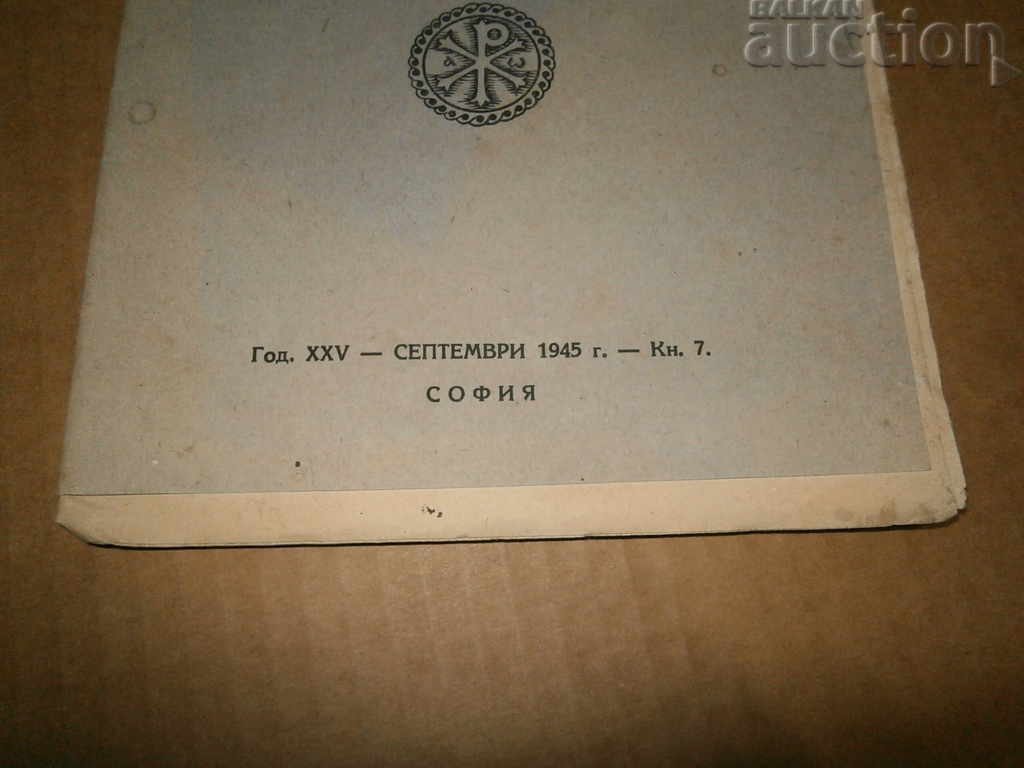 BALKAN
auction
Α ω
Год. XXV — СЕПТЕМВРИ 1945 г. — Кн. 7.
СОФИЯ